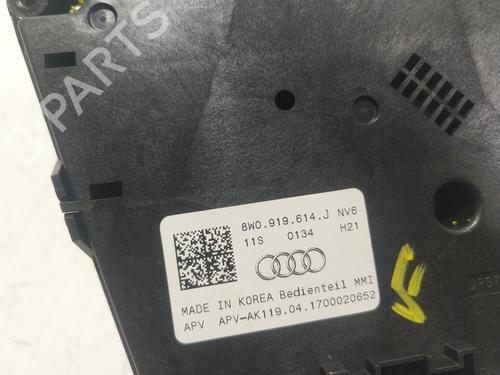 B-PARTS
8W0.919.614.J NV6
11S 0134 H21
MADE IN KOREA Bedienteil MMI
APV APV-AK119.04.1700020652